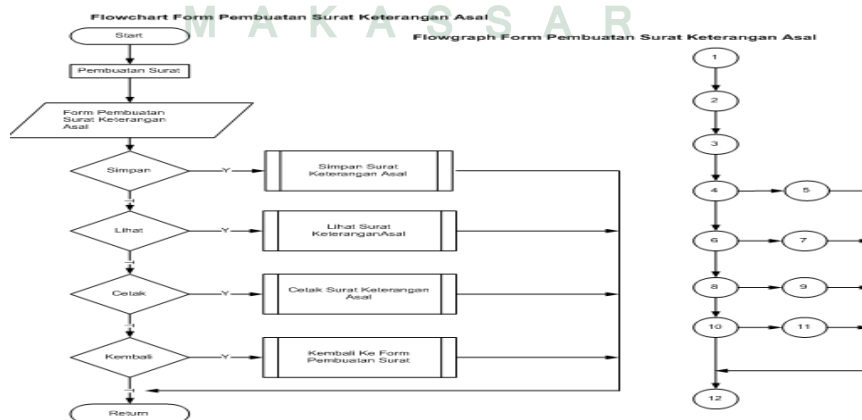 Flowchart Form Pembuatan Surat Keterangan Asal
MAKASSAR
Start
Pembuatan Surat
Form Pembuatan
Surat Keterangan
Asal
Simpan
Y
Simpan Surat
Keterangan Asal
T
Lihat
Y
Lihat Surat
KeteranganAsal
T
Cetak
Y
Cetak Surat Keterangan
Asal
T
Kembali
Y
Kembali Ke Form
Pembuatan Surat
T
Return
Flowgraph Form Pembuatan Surat Keterangan Asal
1
2
3
4
5
6
7
8
9
10
11
12